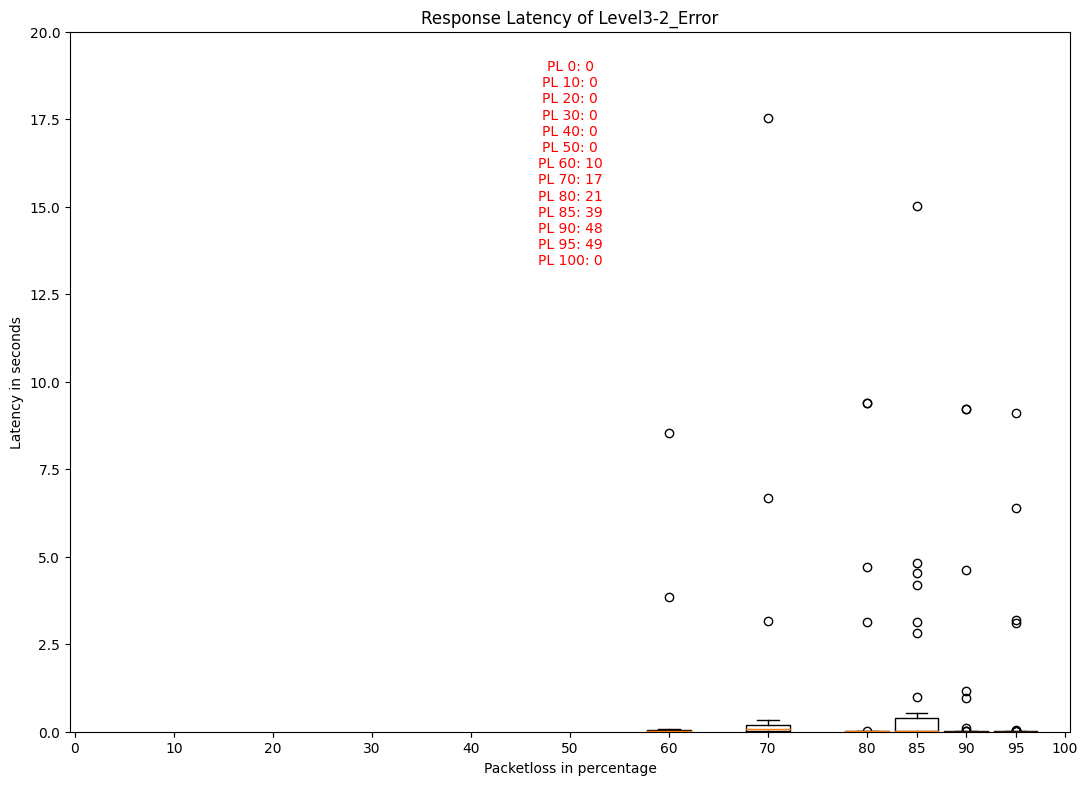 Response Latency of Level3-2_Error
20.0
17.5
15.0
12.5
10.0
7.5
5.0
2.5
0.0
Latency in seconds
PL 0: 0
PL 10: 0
PL 20: 0
PL 30: 0
PL 40: 0
PL 50: 0
PL 60: 10
PL 70: 17
PL 80: 21
PL 85: 39
PL 90: 48
PL 95: 49
PL 100: 0
0 10 20 30 40 50 60 70 80 85 90 95 100
Packetloss in percentage